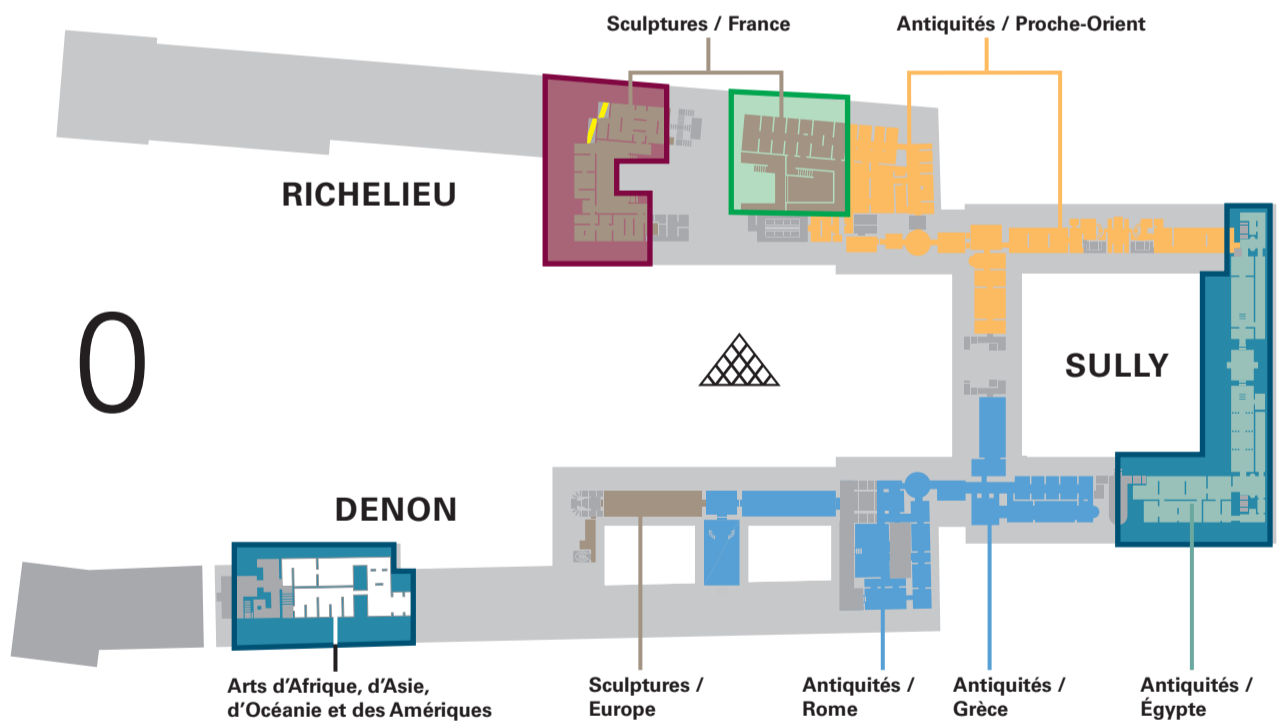 Sculptures / France
Antiquités / Proche-Orient
RICHELIEU
0
SULLY
DENON
Arts d’Afrique, d’Asie,
d’Océanie et des Amériques
Sculptures /
Europe
Antiquités /
Rome
Antiquités /
Grèce
Antiquités /
Égypte